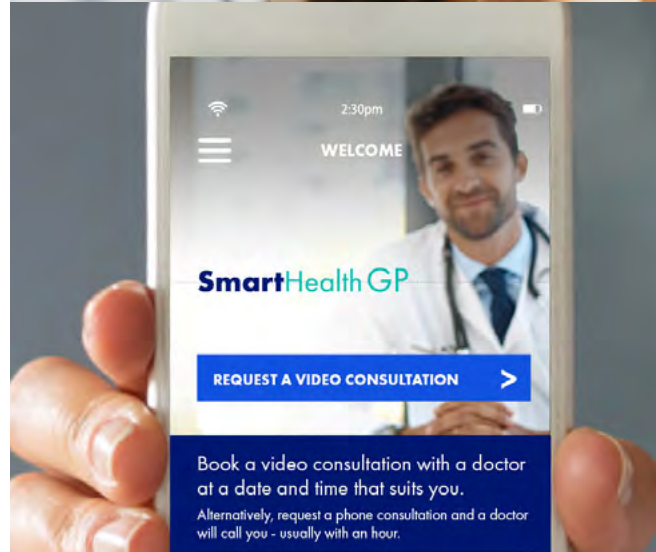 2:30pm
WELCOME
SmartHealth GP
REQUEST A VIDEO CONSULTATION >
Book a video consultation with a doctor
at a date and time that suits you.
Alternatively, request a phone consultation and a doctor
will call you - usually with an hour.